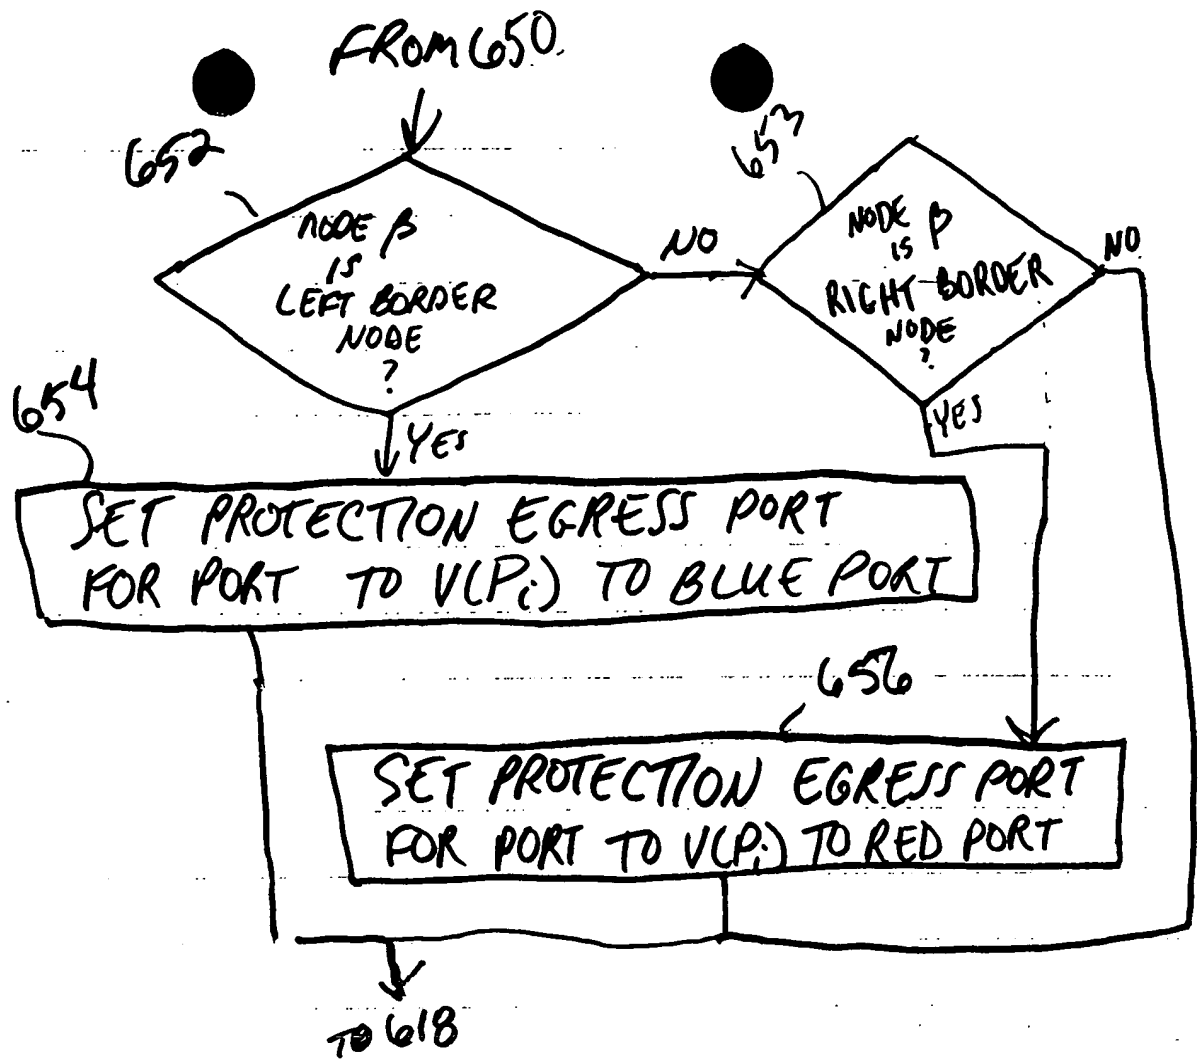 FROM 650
652
NODE β
IS
LEFT BORDER
NODE
?
NO
653
NODE β
IS
RIGHT BORDER
NODE
?
NO
YES
YES
654
SET PROTECTION EGRESS PORT
FOR PORT TO V(Pi) TO BLUE PORT
656
SET PROTECTION EGRESS PORT
FOR PORT TO V(Pi) TO RED PORT
TO 618